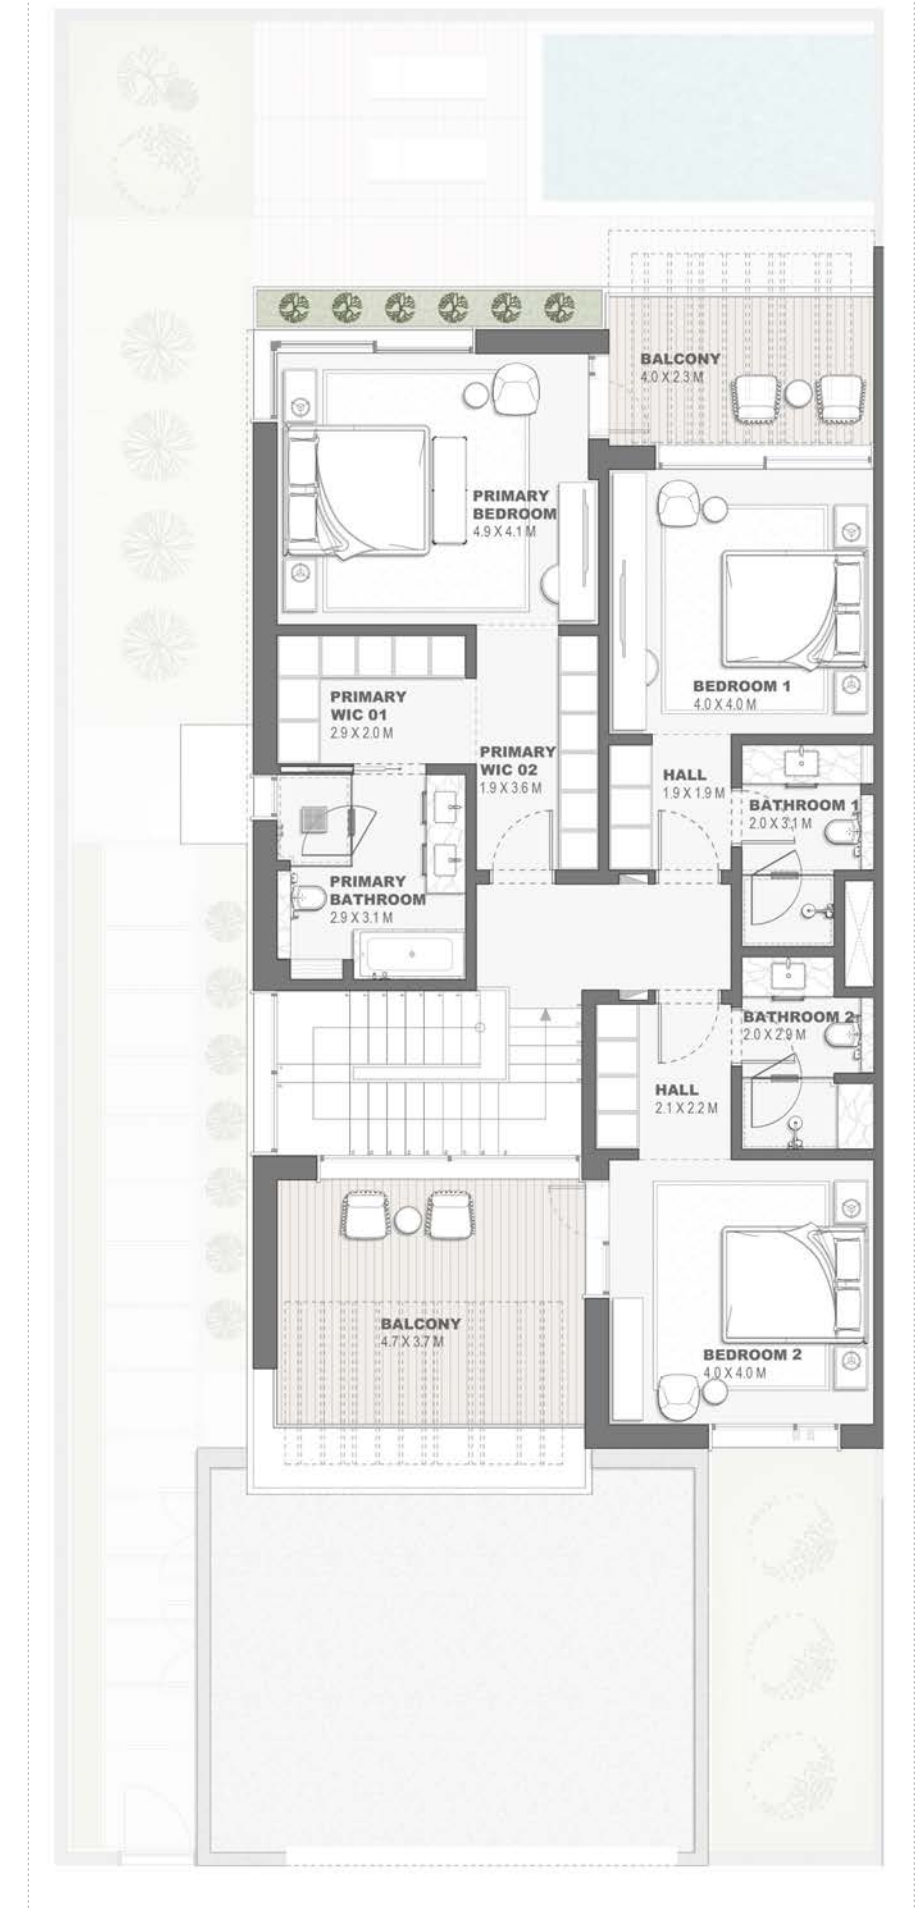 BALCONY
4.0 X 2.3 M
PRIMARY
BEDROOM
4.9 X 4.1 M
BEDROOM 1
4.0 X 4.0 M
PRIMARY
WIC 01
2.9 X 2.0 M
PRIMARY
WIC 02
1.9 X 3.6 M
HALL
1.9 X 1.9 M
BATHROOM 1
2.0 X 3.1 M
PRIMARY
BATHROOM
2.9 X 3.1 M
BATHROOM 2
2.0 X 2.9 M
HALL
2.1 X 2.2 M
BALCONY
4.7 X 3.7 M
BEDROOM 2
4.0 X 4.0 M